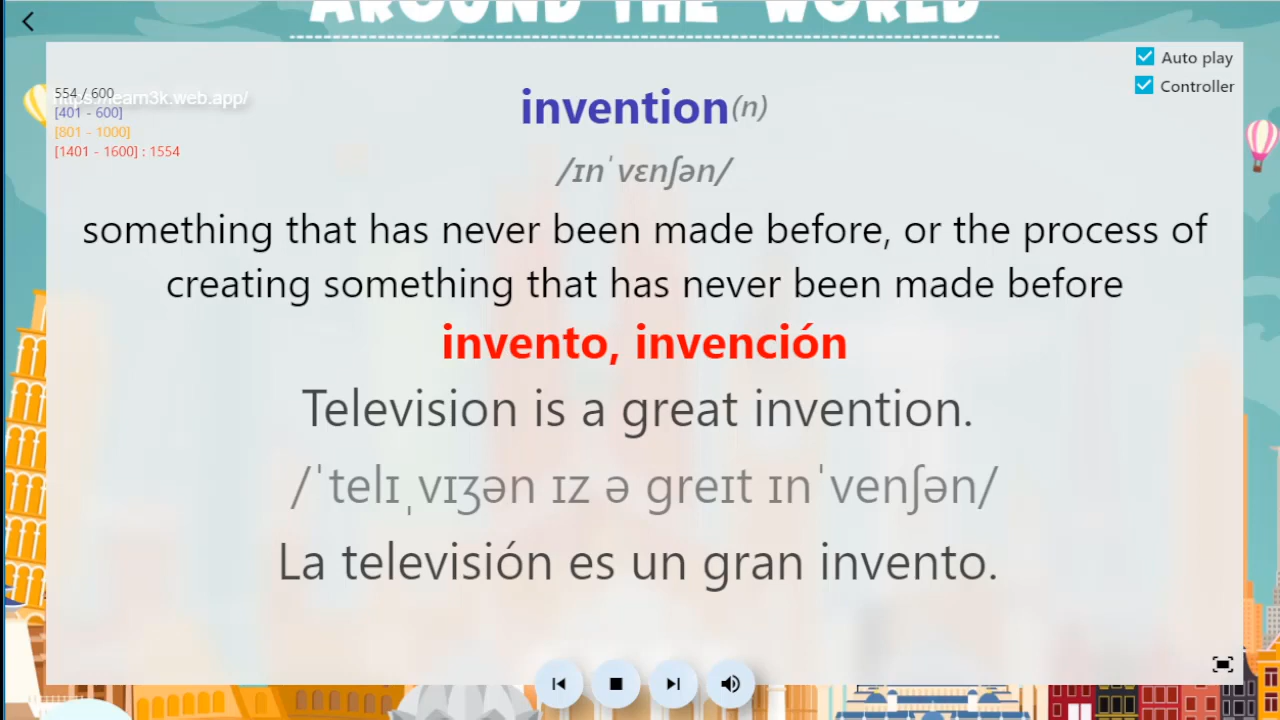 AROUND THE WORLD
Auto play
Controller
554 / 600
https://learn3k.web.app/
[401 - 600]
[801 - 1000]
[1401 - 1600] : 1554
invention(n)
/ɪnˈvɛnʃən/
something that has never been made before, or the process of
creating something that has never been made before
invento, invención
Television is a great invention.
/ˈtelɪˌvɪʒən ɪz ə greɪt ɪnˈvenʃən/
La televisión es un gran invento.